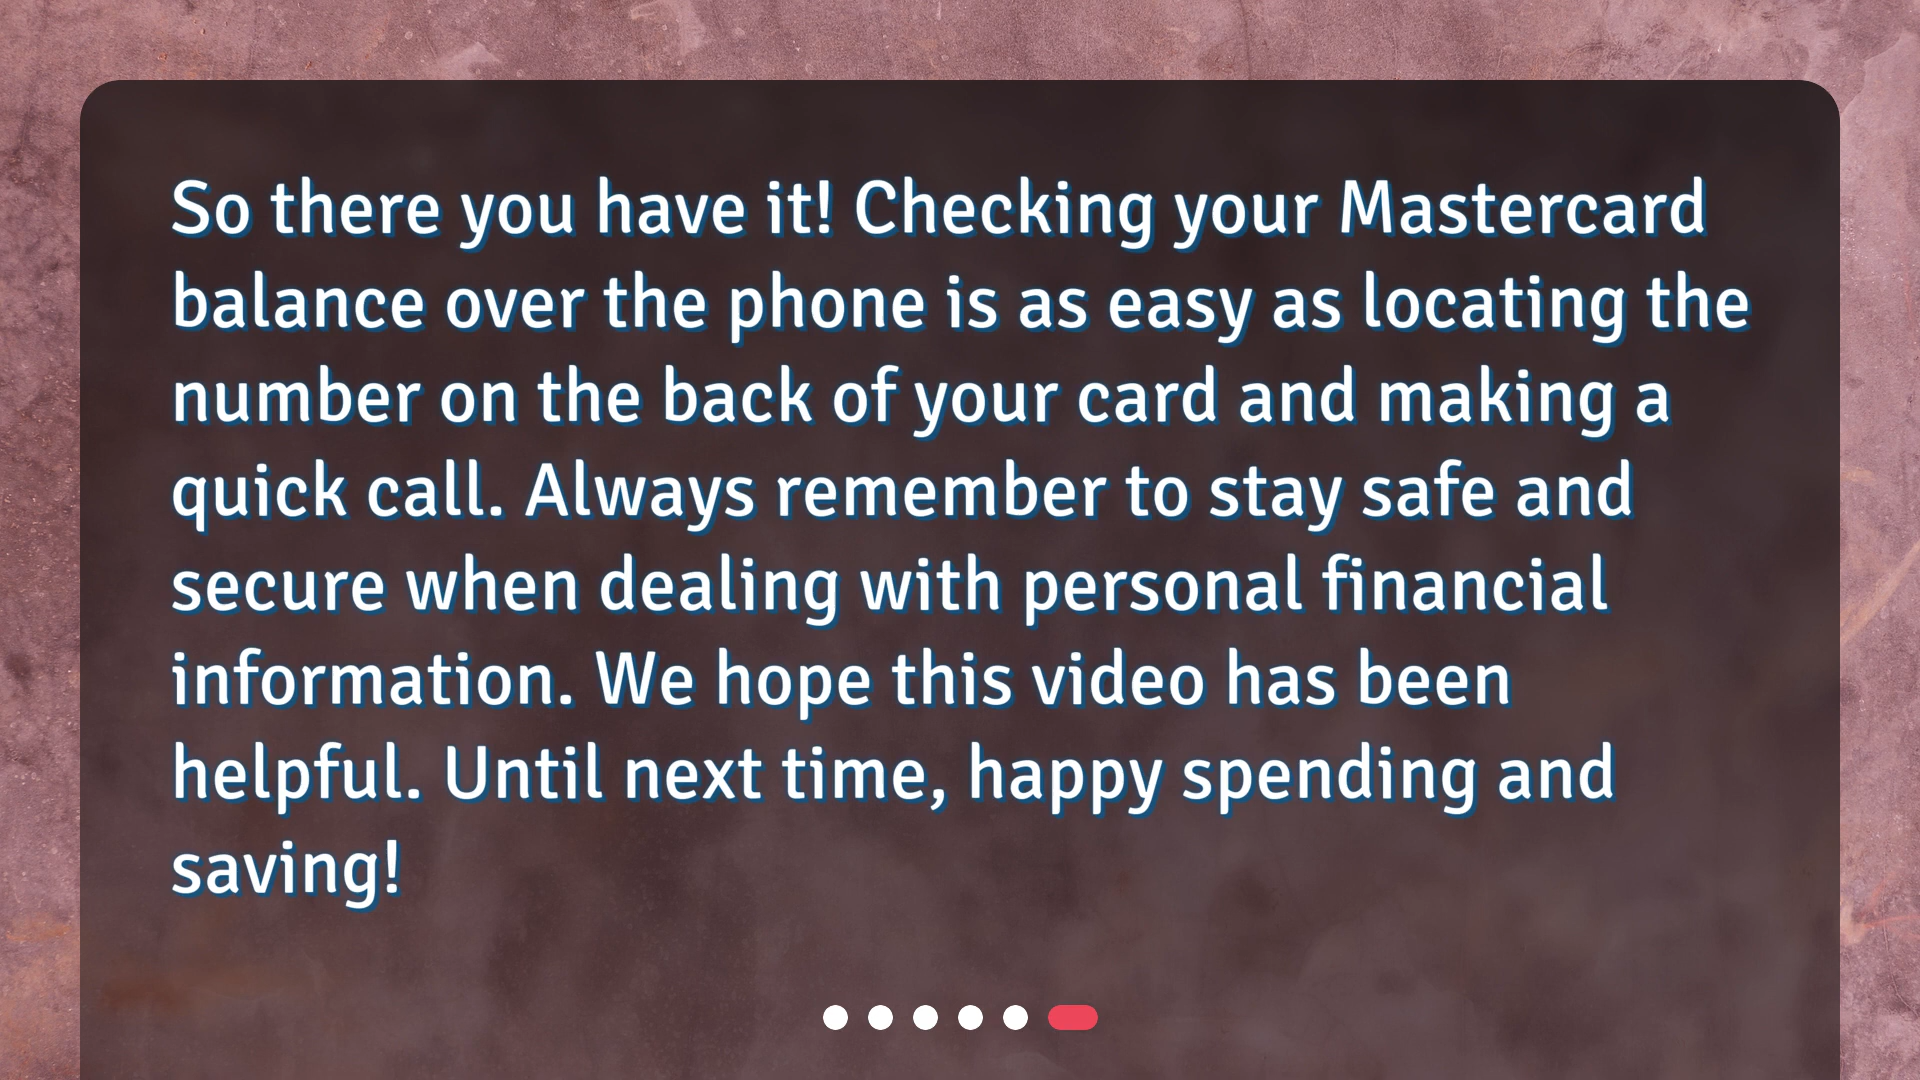 So there you have it! Checking your Mastercard
balance over the phone is as easy as locating the
number on the back of your card and making a
quick call. Always remember to stay safe and
secure when dealing with personal financial
information. We hope this video has been
helpful. Until next time, happy spending and
saving!